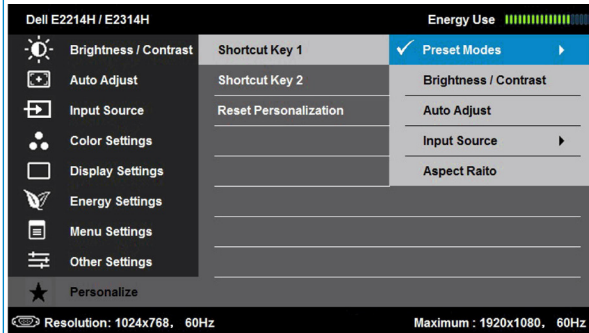 Dell E2214H / E2314H Energy Use
Brightness / Contrast Shortcut Key 1 Preset Modes
Auto Adjust Shortcut Key 2 Brightness / Contrast
Input Source Reset Personalization Auto Adjust
Color Settings Input Source
Display Settings Aspect Raito
Energy Settings
Menu Settings
Other Settings
Personalize
Resolution: 1024x768, 60Hz Maximum : 1920x1080, 60Hz